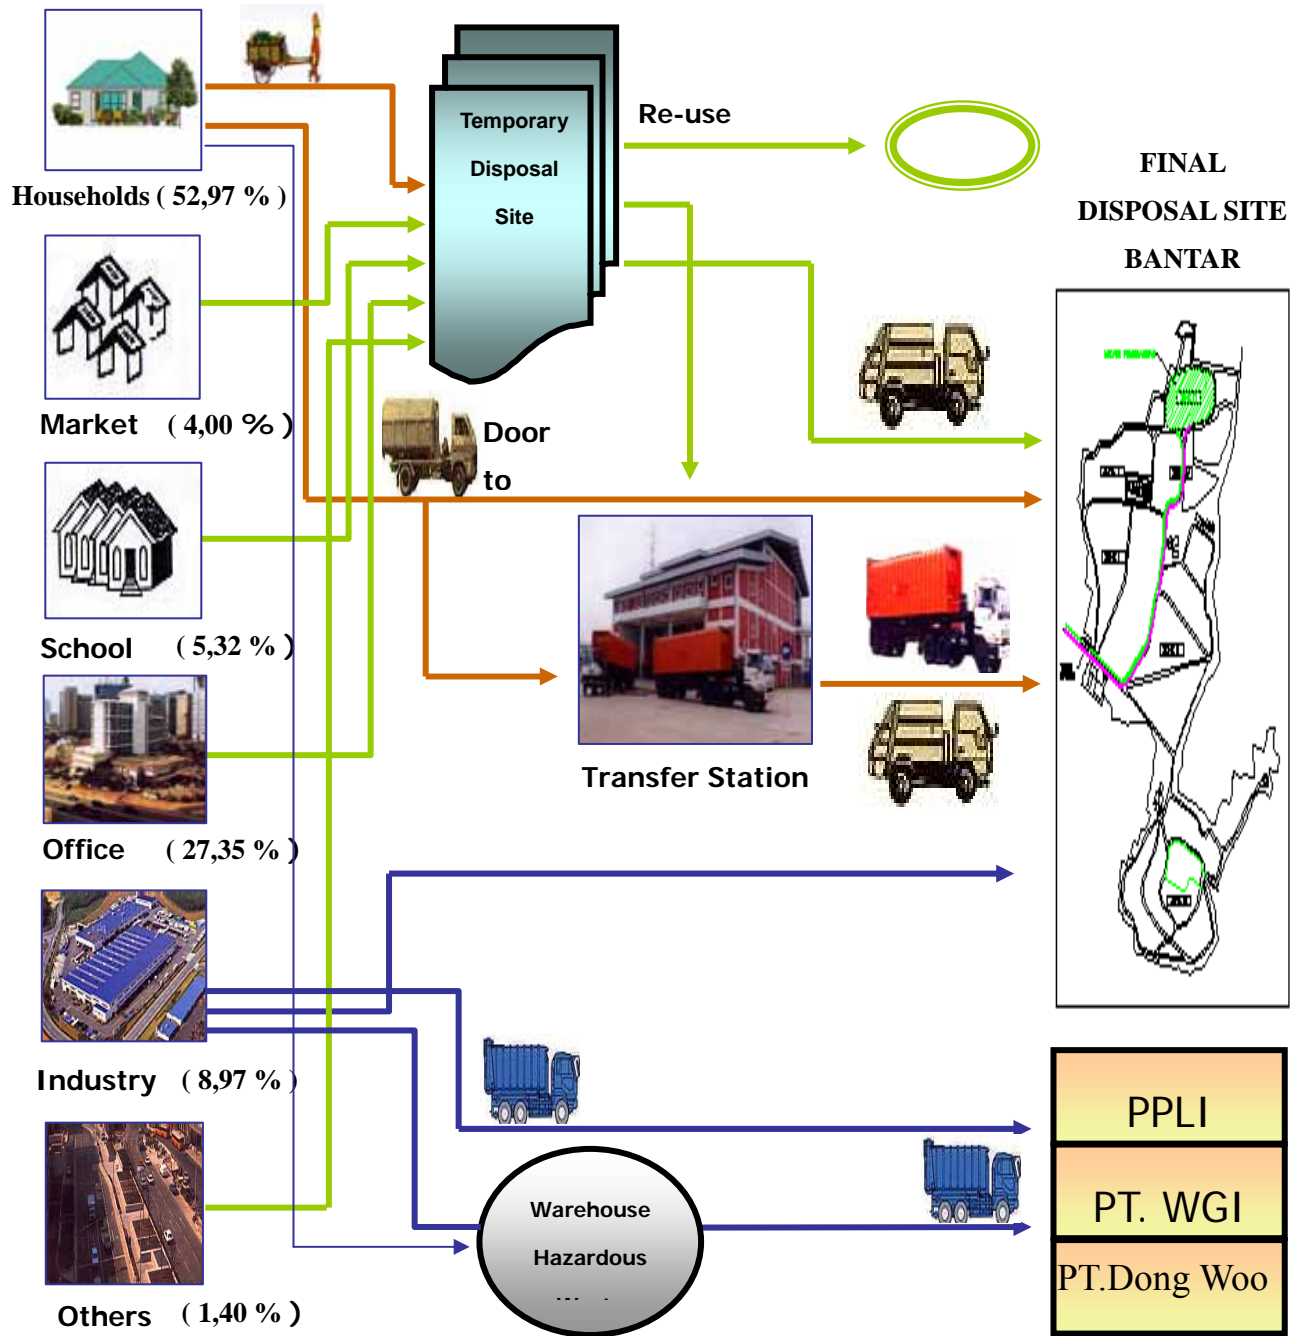 Temporary
Disposal
Site
Re-use
FINAL
DISPOSAL SITE
BANTAR
Households ( 52,97 % )
Market ( 4,00 % )
Door
to
School ( 5,32 % )
Transfer Station
Office ( 27,35 % )
Industry ( 8,97 % )
PPLI
Warehouse
Hazardous
PT. WGI
PT.Dong Woo
Others ( 1,40 % )